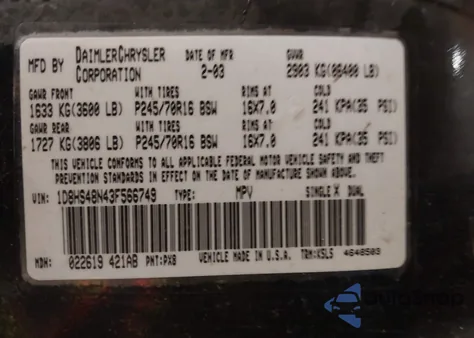 MFD BY DAIMLERCHRYSLER CORPORATION DATE OF MFR 2-03 GVWR 2903 KG(06400 LB)
GAWR FRONT WITH TIRES RIMS AT COLD
1633 KG(3600 LB) P245/70R16 BSW 16X7.0 241 KPA(35 PSI)
GAWR REAR WITH TIRES RIMS AT COLD
1727 KG(3806 LB) P245/70R16 BSW 16X7.0 241 KPA(35 PSI)
THIS VEHICLE CONFORMS TO ALL APPLICABLE FEDERAL MOTOR VEHICLE SAFETY AND THEFT
PREVENTION STANDARDS IN EFFECT ON THE DATE OF MANUFACTURE SHOWN ABOVE.
VIN: 1D8HS48N43F566749 TYPE: MPV SINGLE X DUAL
MDH: 022619 421AB PNT:PX8 VEHICLE MADE IN U.S.A. TRM:K5LS 4648503
AutoSnap